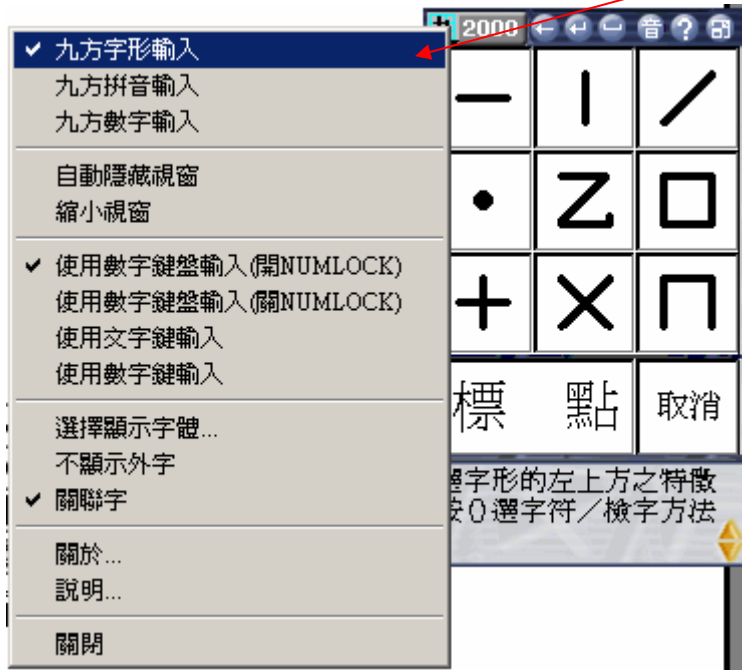 2000 音 ?
九方字形輸入
九方拼音輸入
九方數字輸入
自動隱藏視窗
縮小視窗
使用數字鍵盤輸入(開NUMLOCK)
使用數字鍵盤輸入(關NUMLOCK)
使用文字鍵輸入
使用數字鍵輸入
選擇顯示字體...
不顯示外字
關聯字
關於...
說明...
關閉
標 點 取消
字形的左上方之特徵
0選字符／檢字方法